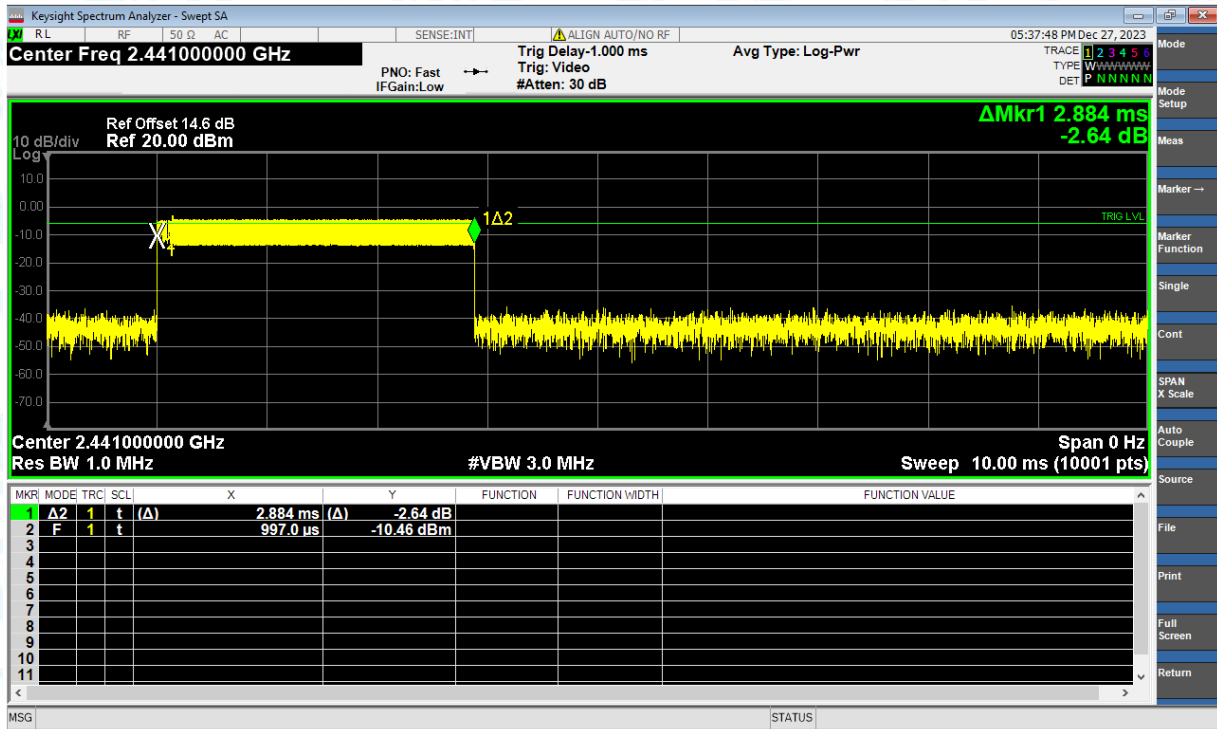 Keysight Spectrum Analyzer - Swept SA
LXI RL RF 50 Ω AC SENSE:INT ALIGN AUTO/NO RF 05:37:48 PM Dec 27, 2023
Center Freq 2.441000000 GHz
PNO: Fast
IFGain:Low
Trig Delay-1.000 ms
Trig: Video
#Atten: 30 dB
Avg Type: Log-Pwr
TRACE 1 2 3 4 5 6
TYPE WWWWWW
DET P N N N N N
ΔMkr1 2.884 ms
-2.64 dB
Ref Offset 14.6 dB
10 dB/div Ref 20.00 dBm
Log
10.0
0.00
-10.0
-20.0
-30.0
-40.0
-50.0
-60.0
-70.0
1Δ2
TRIG LVL
Center 2.441000000 GHz Span 0 Hz
Res BW 1.0 MHz #VBW 3.0 MHz Sweep 10.00 ms (10001 pts)
MKR MODE TRC SCL X Y FUNCTION FUNCTION WIDTH FUNCTION VALUE
1 Δ2 1 t (Δ) 2.884 ms (Δ) -2.64 dB
2 F 1 t 997.0 µs -10.46 dBm
3
4
5
6
7
8
9
10
11
MSG STATUS
Mode
Mode
Setup
Meas
Marker →
Marker
Function
Single
Cont
SPAN
X Scale
Auto
Couple
Source
File
Print
Full
Screen
Return